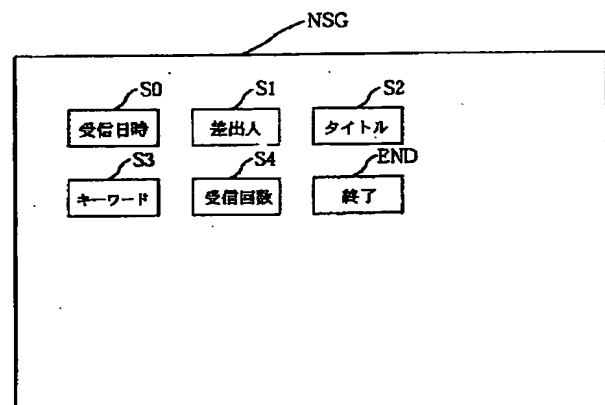 NSG
S0 S1 S2
受信日時 差出人 タイトル
S3 S4 END
キーワード 受信回数 終了